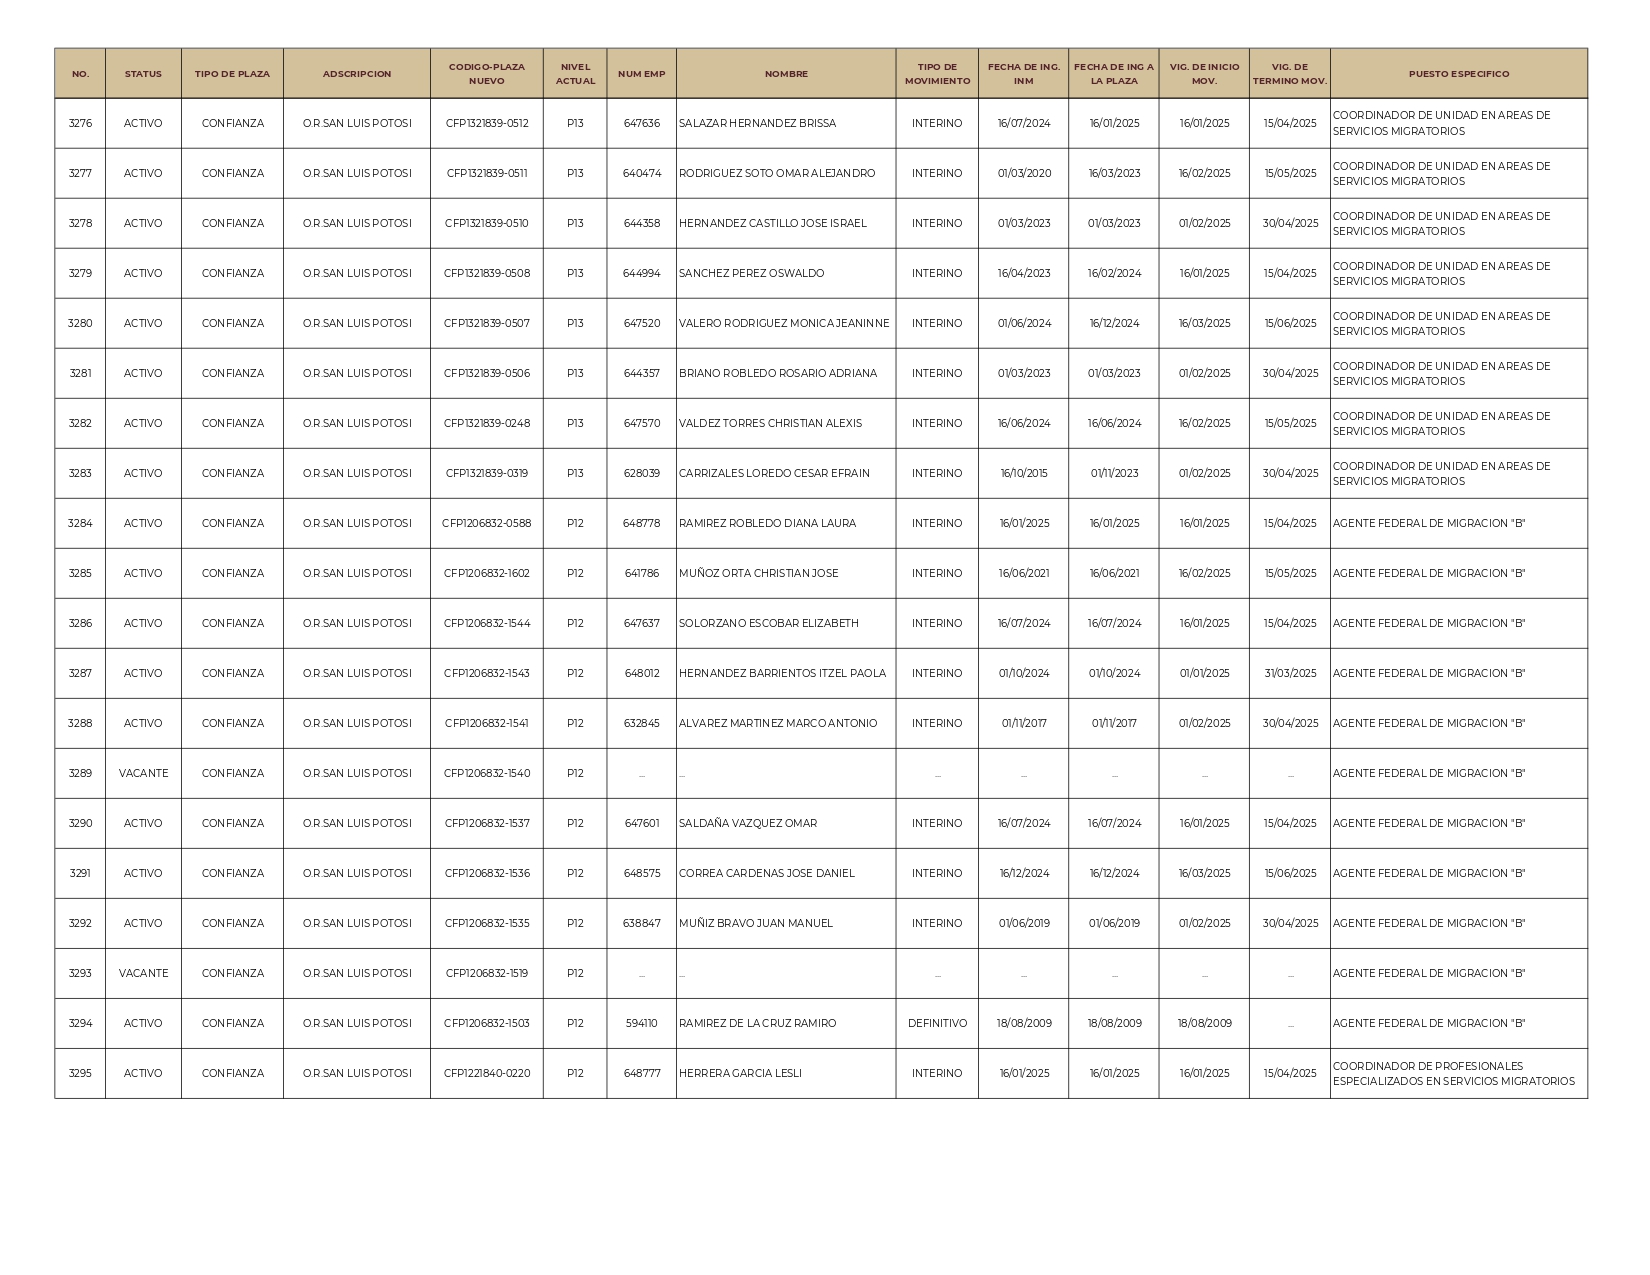 NO. STATUS TIPO DE PLAZA ADSCRIPCION CODIGO-PLAZA NUEVO NIVEL ACTUAL NUM EMP NOMBRE TIPO DE MOVIMIENTO FECHA DE ING. INM FECHA DE ING A LA PLAZA VIG. DE INICIO MOV. VIG. DE TERMINO MOV. PUESTO ESPECIFICO
3276 ACTIVO CONFIANZA O.R.SAN LUIS POTOSI CFP1321839-0512 P13 647636 SALAZAR HERNANDEZ BRISSA INTERINO 16/07/2024 16/01/2025 16/01/2025 15/04/2025 COORDINADOR DE UNIDAD EN AREAS DE SERVICIOS MIGRATORIOS
3277 ACTIVO CONFIANZA O.R.SAN LUIS POTOSI CFP1321839-0511 P13 640474 RODRIGUEZ SOTO OMAR ALEJANDRO INTERINO 01/03/2020 16/03/2023 16/02/2025 15/05/2025 COORDINADOR DE UNIDAD EN AREAS DE SERVICIOS MIGRATORIOS
3278 ACTIVO CONFIANZA O.R.SAN LUIS POTOSI CFP1321839-0510 P13 644358 HERNANDEZ CASTILLO JOSE ISRAEL INTERINO 01/03/2023 01/03/2023 01/02/2025 30/04/2025 COORDINADOR DE UNIDAD EN AREAS DE SERVICIOS MIGRATORIOS
3279 ACTIVO CONFIANZA O.R.SAN LUIS POTOSI CFP1321839-0508 P13 644994 SANCHEZ PEREZ OSWALDO INTERINO 16/04/2023 16/02/2024 16/01/2025 15/04/2025 COORDINADOR DE UNIDAD EN AREAS DE SERVICIOS MIGRATORIOS
3280 ACTIVO CONFIANZA O.R.SAN LUIS POTOSI CFP1321839-0507 P13 647520 VALERO RODRIGUEZ MONICA JEANINNE INTERINO 01/06/2024 16/12/2024 16/03/2025 15/06/2025 COORDINADOR DE UNIDAD EN AREAS DE SERVICIOS MIGRATORIOS
3281 ACTIVO CONFIANZA O.R.SAN LUIS POTOSI CFP1321839-0506 P13 644357 BRIANO ROBLEDO ROSARIO ADRIANA INTERINO 01/03/2023 01/03/2023 01/02/2025 30/04/2025 COORDINADOR DE UNIDAD EN AREAS DE SERVICIOS MIGRATORIOS
3282 ACTIVO CONFIANZA O.R.SAN LUIS POTOSI CFP1321839-0248 P13 647570 VALDEZ TORRES CHRISTIAN ALEXIS INTERINO 16/06/2024 16/06/2024 16/02/2025 15/05/2025 COORDINADOR DE UNIDAD EN AREAS DE SERVICIOS MIGRATORIOS
3283 ACTIVO CONFIANZA O.R.SAN LUIS POTOSI CFP1321839-0319 P13 628039 CARRIZALES LOREDO CESAR EFRAIN INTERINO 16/10/2015 01/11/2023 01/02/2025 30/04/2025 COORDINADOR DE UNIDAD EN AREAS DE SERVICIOS MIGRATORIOS
3284 ACTIVO CONFIANZA O.R.SAN LUIS POTOSI CFP1206832-0588 P12 648778 RAMIREZ ROBLEDO DIANA LAURA INTERINO 16/01/2025 16/01/2025 16/01/2025 15/04/2025 AGENTE FEDERAL DE MIGRACION "B"
3285 ACTIVO CONFIANZA O.R.SAN LUIS POTOSI CFP1206832-1602 P12 641786 MUÑOZ ORTA CHRISTIAN JOSE INTERINO 16/06/2021 16/06/2021 16/02/2025 15/05/2025 AGENTE FEDERAL DE MIGRACION "B"
3286 ACTIVO CONFIANZA O.R.SAN LUIS POTOSI CFP1206832-1544 P12 647637 SOLORZANO ESCOBAR ELIZABETH INTERINO 16/07/2024 16/07/2024 16/01/2025 15/04/2025 AGENTE FEDERAL DE MIGRACION "B"
3287 ACTIVO CONFIANZA O.R.SAN LUIS POTOSI CFP1206832-1543 P12 648012 HERNANDEZ BARRIENTOS ITZEL PAOLA INTERINO 01/10/2024 01/10/2024 01/01/2025 31/03/2025 AGENTE FEDERAL DE MIGRACION "B"
3288 ACTIVO CONFIANZA O.R.SAN LUIS POTOSI CFP1206832-1541 P12 632845 ALVAREZ MARTINEZ MARCO ANTONIO INTERINO 01/11/2017 01/11/2017 01/02/2025 30/04/2025 AGENTE FEDERAL DE MIGRACION "B"
3289 VACANTE CONFIANZA O.R.SAN LUIS POTOSI CFP1206832-1540 P12 ... ... ... ... ... ... ... AGENTE FEDERAL DE MIGRACION "B"
3290 ACTIVO CONFIANZA O.R.SAN LUIS POTOSI CFP1206832-1537 P12 647601 SALDAÑA VAZQUEZ OMAR INTERINO 16/07/2024 16/07/2024 16/01/2025 15/04/2025 AGENTE FEDERAL DE MIGRACION "B"
3291 ACTIVO CONFIANZA O.R.SAN LUIS POTOSI CFP1206832-1536 P12 648575 CORREA CARDENAS JOSE DANIEL INTERINO 16/12/2024 16/12/2024 16/03/2025 15/06/2025 AGENTE FEDERAL DE MIGRACION "B"
3292 ACTIVO CONFIANZA O.R.SAN LUIS POTOSI CFP1206832-1535 P12 638847 MUÑIZ BRAVO JUAN MANUEL INTERINO 01/06/2019 01/06/2019 01/02/2025 30/04/2025 AGENTE FEDERAL DE MIGRACION "B"
3293 VACANTE CONFIANZA O.R.SAN LUIS POTOSI CFP1206832-1519 P12 ... ... ... ... ... ... ... AGENTE FEDERAL DE MIGRACION "B"
3294 ACTIVO CONFIANZA O.R.SAN LUIS POTOSI CFP1206832-1503 P12 594110 RAMIREZ DE LA CRUZ RAMIRO DEFINITIVO 18/08/2009 18/08/2009 18/08/2009 ... AGENTE FEDERAL DE MIGRACION "B"
3295 ACTIVO CONFIANZA O.R.SAN LUIS POTOSI CFP1221840-0220 P12 648777 HERRERA GARCIA LESLI INTERINO 16/01/2025 16/01/2025 16/01/2025 15/04/2025 COORDINADOR DE PROFESIONALES ESPECIALIZADOS EN SERVICIOS MIGRATORIOS